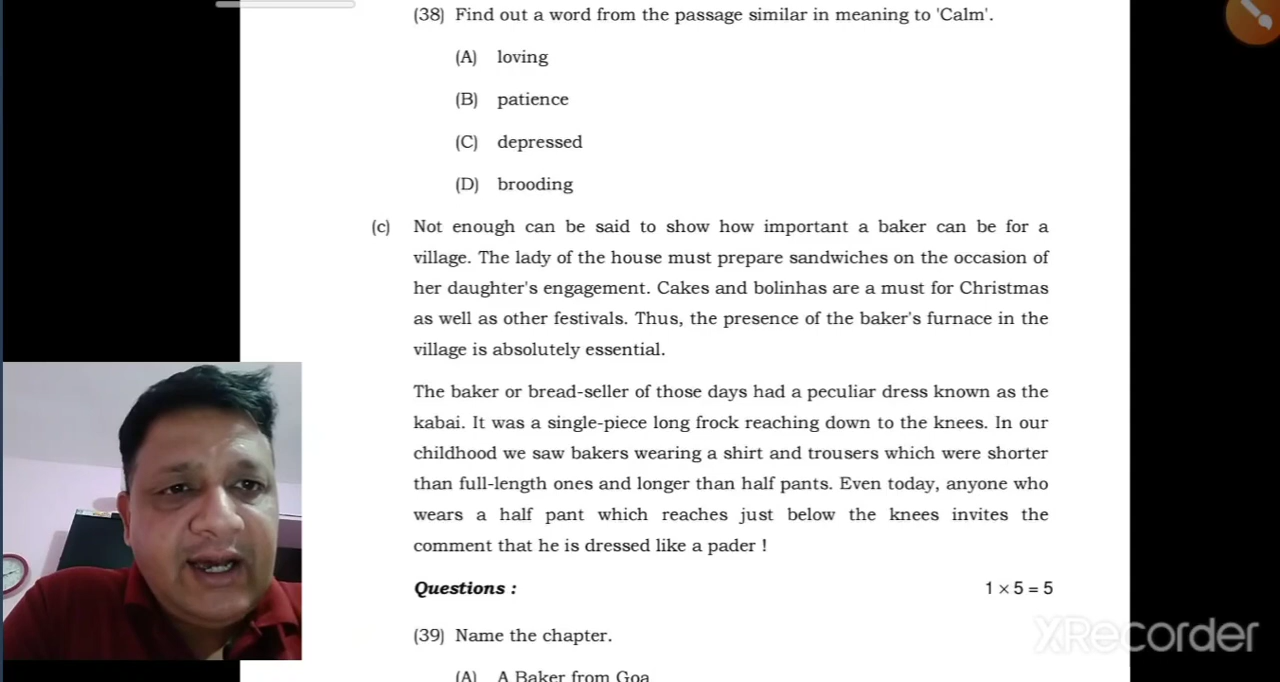 (38) Find out a word from the passage similar in meaning to 'Calm'.
(A) loving
(B) patience
(C) depressed
(D) brooding
(c) Not enough can be said to show how important a baker can be for a
village. The lady of the house must prepare sandwiches on the occasion of
her daughter's engagement. Cakes and bolinhas are a must for Christmas
as well as other festivals. Thus, the presence of the baker's furnace in the
village is absolutely essential.
The baker or bread-seller of those days had a peculiar dress known as the
kabai. It was a single-piece long frock reaching down to the knees. In our
childhood we saw bakers wearing a shirt and trousers which were shorter
than full-length ones and longer than half pants. Even today, anyone who
wears a half pant which reaches just below the knees invites the
comment that he is dressed like a pader !
Questions : 1 × 5 = 5
(39) Name the chapter.
(A) A Baker from Goa
XRecorder